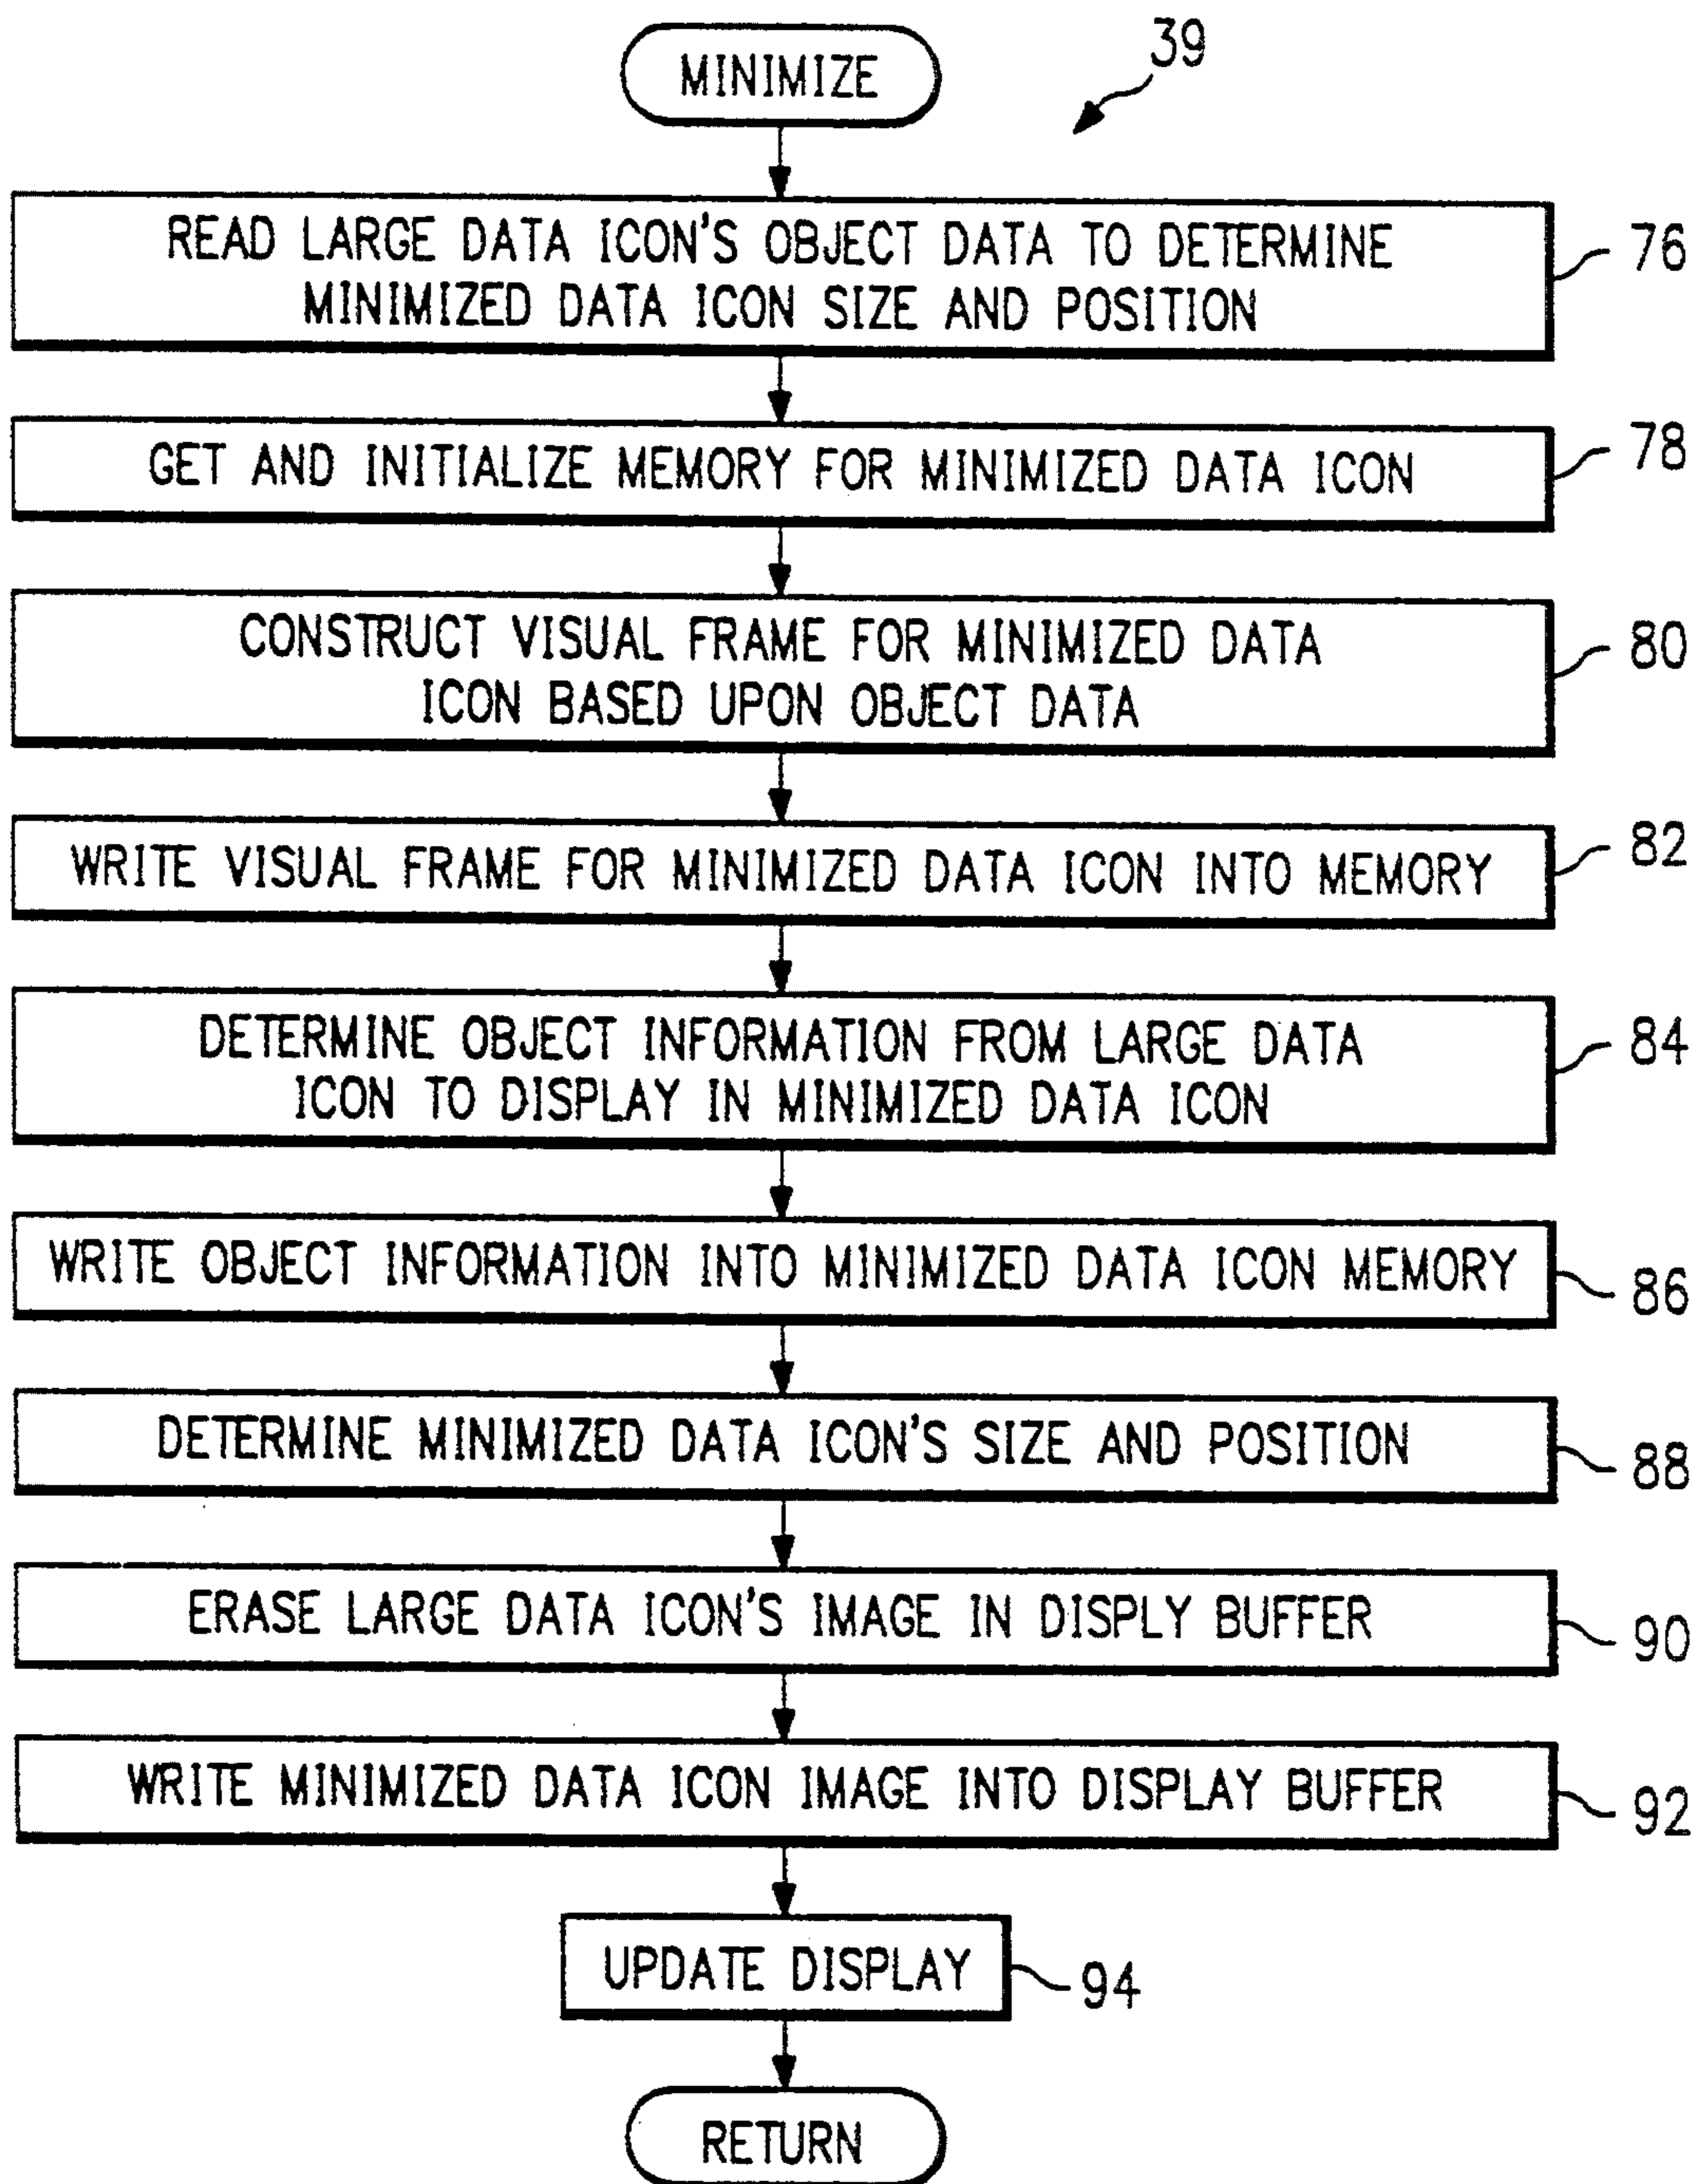 MINIMIZE
39
READ LARGE DATA ICON'S OBJECT DATA TO DETERMINE
MINIMIZED DATA ICON SIZE AND POSITION
76
GET AND INITIALIZE MEMORY FOR MINIMIZED DATA ICON
78
CONSTRUCT VISUAL FRAME FOR MINIMIZED DATA
ICON BASED UPON OBJECT DATA
80
WRITE VISUAL FRAME FOR MINIMIZED DATA ICON INTO MEMORY
82
DETERMINE OBJECT INFORMATION FROM LARGE DATA
ICON TO DISPLAY IN MINIMIZED DATA ICON
84
WRITE OBJECT INFORMATION INTO MINIMIZED DATA ICON MEMORY
86
DETERMINE MINIMIZED DATA ICON'S SIZE AND POSITION
88
ERASE LARGE DATA ICON'S IMAGE IN DISPLY BUFFER
90
WRITE MINIMIZED DATA ICON IMAGE INTO DISPLAY BUFFER
92
UPDATE DISPLAY
94
RETURN